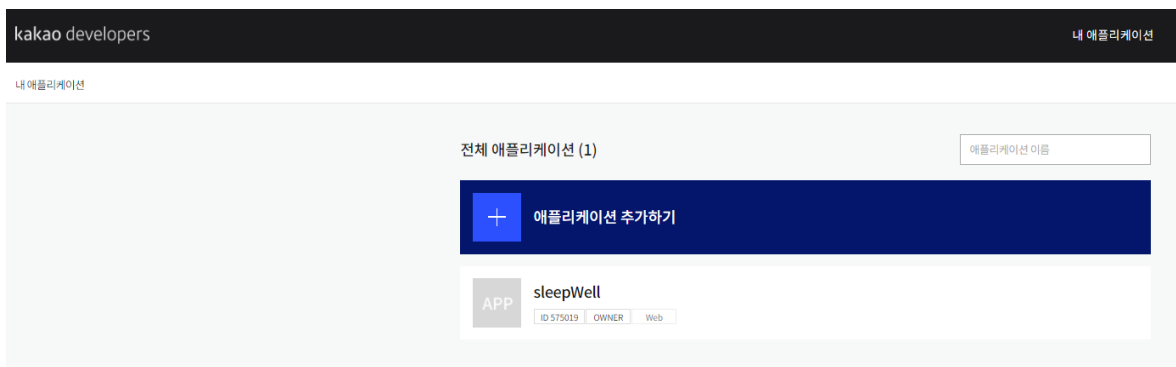 kakao developers
내 애플리케이션
내 애플리케이션
전체 애플리케이션 (1)
애플리케이션 이름
애플리케이션 추가하기
APP
sleepWell
ID 575019 OWNER Web